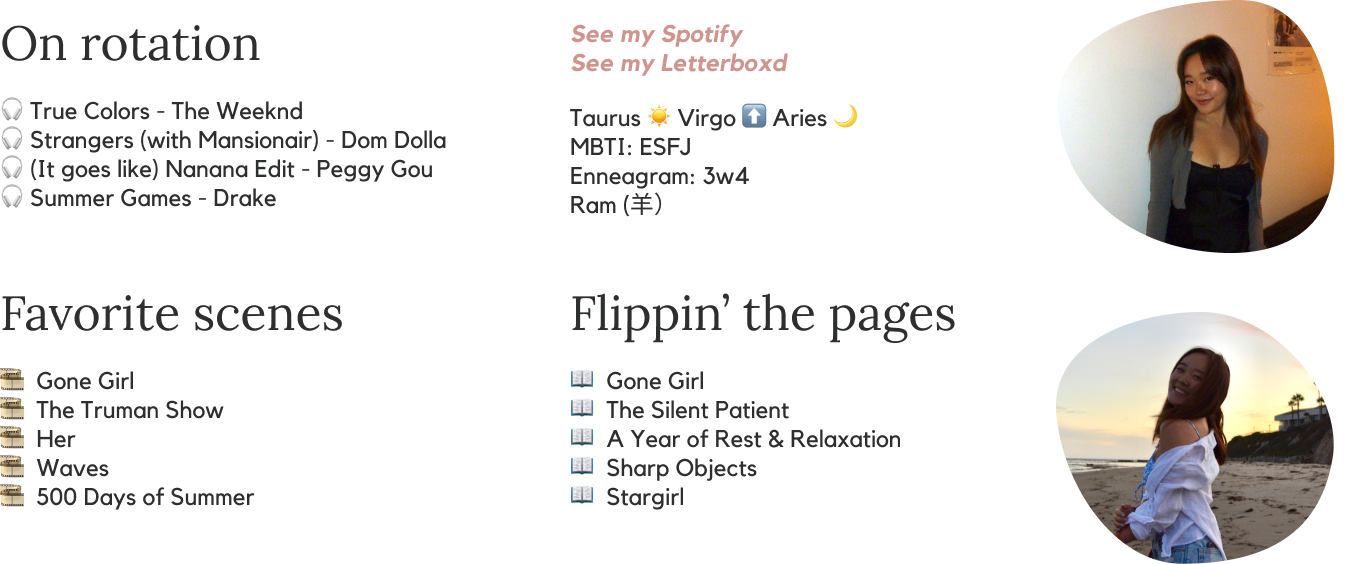 On rotation
🎧 True Colors - The Weeknd
🎧 Strangers (with Mansionair) - Dom Dolla
🎧 (It goes like) Nanana Edit - Peggy Gou
🎧 Summer Games - Drake
See my Spotify
See my Letterboxd
Taurus ☀️ Virgo ⬆️ Aries 🌙
MBTI: ESFJ
Enneagram: 3w4
Ram (羊）
Favorite scenes
🎞️ Gone Girl
🎞️ The Truman Show
🎞️ Her
🎞️ Waves
🎞️ 500 Days of Summer
Flippin’ the pages
📖 Gone Girl
📖 The Silent Patient
📖 A Year of Rest & Relaxation
📖 Sharp Objects
📖 Stargirl